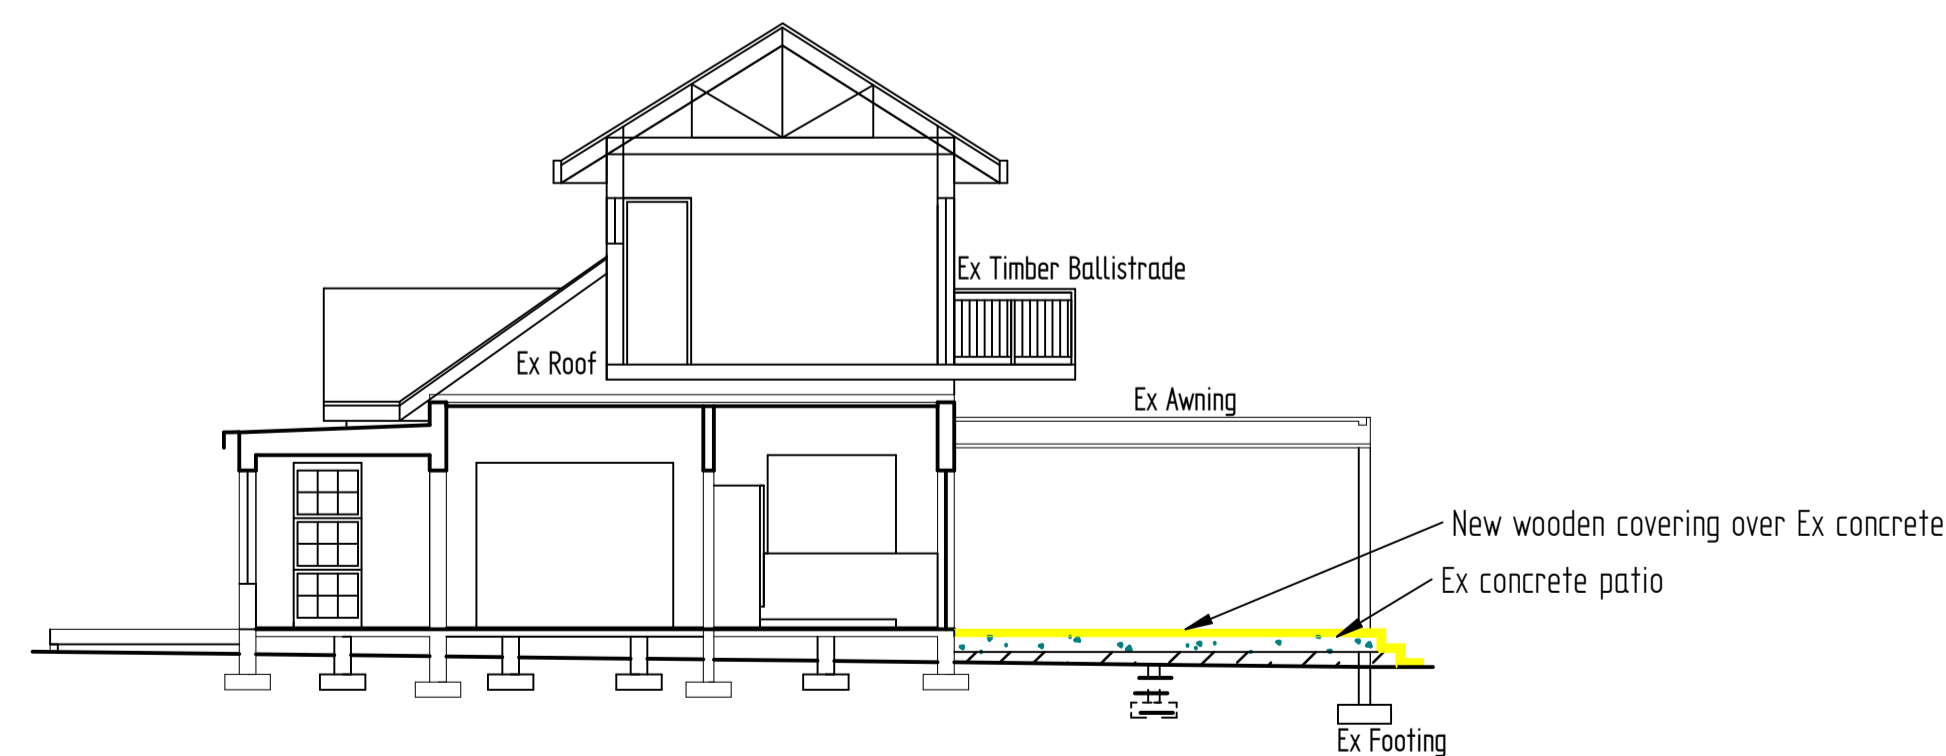 Ex Timber Ballistrade
Ex Roof
Ex Awning
New wooden covering over Ex concrete
Ex concrete patio
Ex Footing